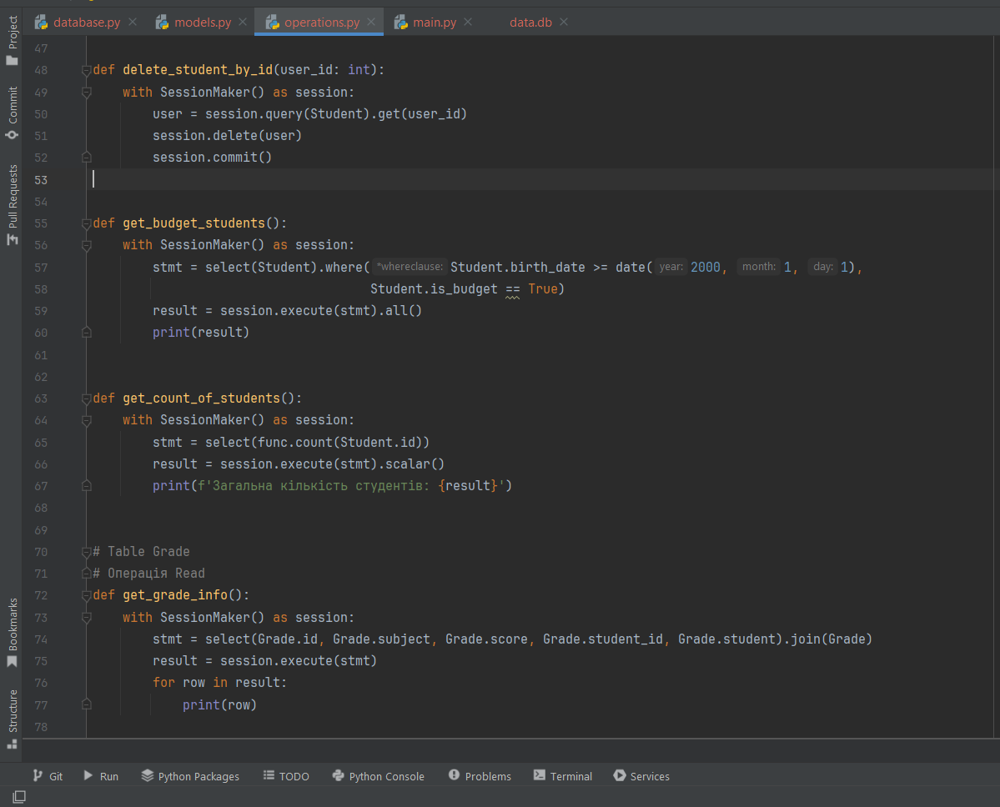 Project
Commit
Pull Requests
Bookmarks
Structure
database.py models.py operations.py main.py data.db
47
48 def delete_student_by_id(user_id: int):
49     with SessionMaker() as session:
50         user = session.query(Student).get(user_id)
51         session.delete(user)
52         session.commit()
53
54
55 def get_budget_students():
56     with SessionMaker() as session:
57         stmt = select(Student).where( *whereclause: Student.birth_date >= date( year: 2000, month: 1, day: 1),
58                                      Student.is_budget == True)
59         result = session.execute(stmt).all()
60         print(result)
61
62
63 def get_count_of_students():
64     with SessionMaker() as session:
65         stmt = select(func.count(Student.id))
66         result = session.execute(stmt).scalar()
67         print(f'Загальна кількість студентів: {result}')
68
69
70 # Table Grade
71 # Операція Read
72 def get_grade_info():
73     with SessionMaker() as session:
74         stmt = select(Grade.id, Grade.subject, Grade.score, Grade.student_id, Grade.student).join(Grade)
75         result = session.execute(stmt)
76         for row in result:
77             print(row)
78
Git Run Python Packages TODO Python Console Problems Terminal Services